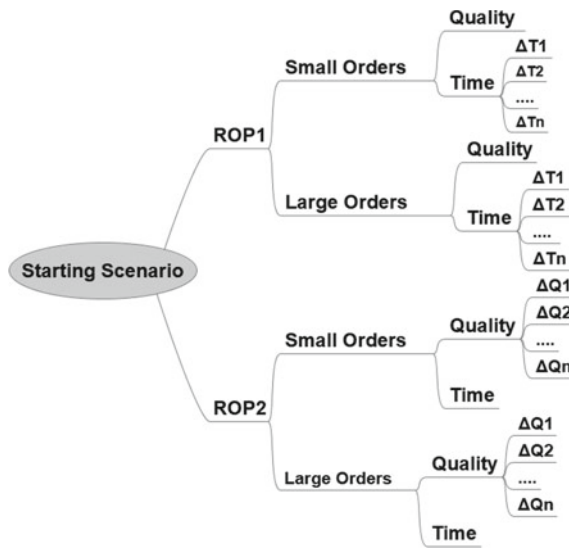 Quality
ΔT1
Small Orders
Time
ΔT2
....
ΔTn
ROP1
Quality
Large Orders
ΔT1
Time
ΔT2
....
ΔTn
Starting Scenario
ΔQ1
Quality
ΔQ2
Small Orders
....
ΔQn
Time
ROP2
ΔQ1
Quality
ΔQ2
Large Orders
....
ΔQn
Time